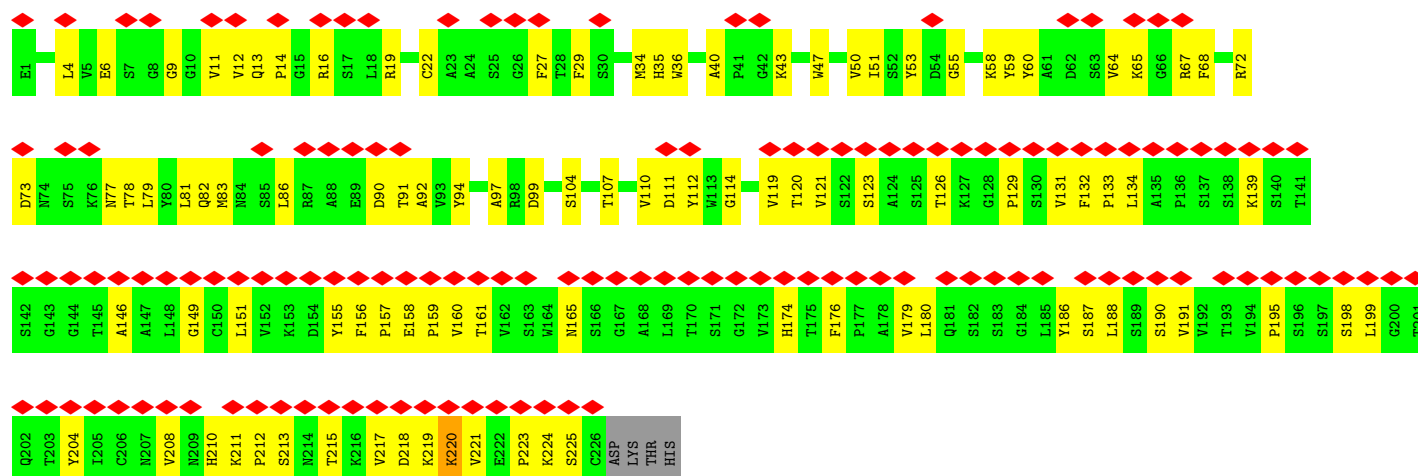 E1 L4 V5 E6 S7 G8 G9 G10 V11 V12 Q13 P14 G15 R16 S17 L18 R19 C22 A23 A24 S25 G26 F27 T28 F29 S30 M34 H35 W36 A40 P41 G42 K43 W47 V50 I51 S52 Y53 D54 G55 K58 Y59 Y60 A61 D62 S63 V64 K65 G66 R67 F68 R72
D73 N74 S75 K76 N77 T78 L79 Y80 L81 Q82 M83 N84 S85 L86 R87 A88 E89 D90 T91 A92 V93 Y94 A97 R98 D99 S104 T107 V110 D111 Y112 W113 G114 V119 T120 V121 S122 S123 A124 S125 T126 K127 G128 P129 S130 V131 F132 P133 L134 A135 P136 S137 S138 K139 S140 T141
S142 G143 G144 T145 A146 A147 L148 G149 C150 L151 V152 K153 D154 Y155 F156 P157 E158 P159 V160 T161 V162 S163 W164 N165 S166 G167 A168 L169 T170 S171 G172 V173 H174 T175 F176 P177 A178 V179 L180 Q181 S182 S183 G184 L185 Y186 S187 L188 S189 S190 V191 V192 T193 V194 P195 S196 S197 S198 L199 G200 T201
Q202 T203 Y204 I205 C206 N207 V208 N209 H210 K211 P212 S213 N214 T215 K216 V217 D218 K219 K220 V221 E222 P223 K224 S225 C226 ASP LYS THR HIS